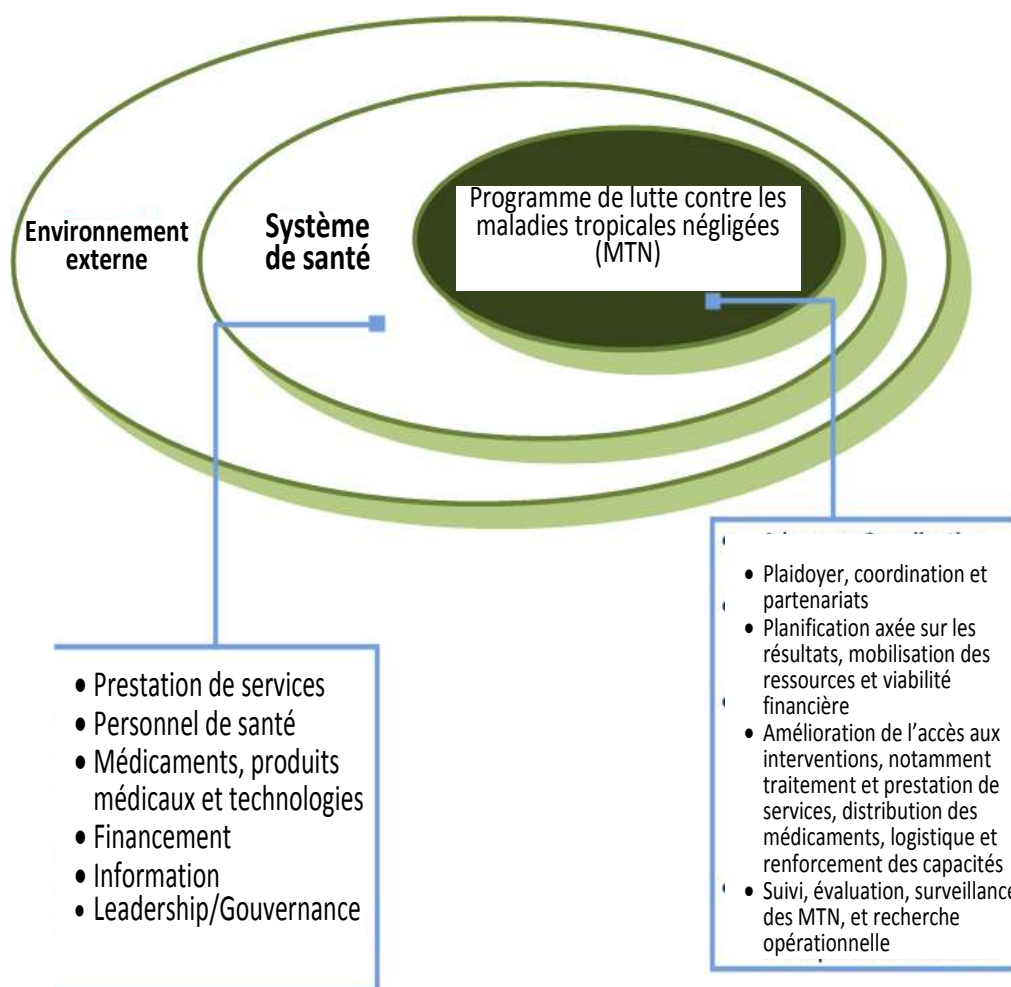 Environnement
externe
Système
de santé
Programme de lutte contre les
maladies tropicales négligées
(MTN)
• Prestation de services
• Personnel de santé
• Médicaments, produits
médicaux et technologies
• Financement
• Information
• Leadership/Gouvernance
• Plaidoyer, coordination et
partenariats
• Planification axée sur les
résultats, mobilisation des
ressources et viabilité
financière
• Amélioration de l'accès aux
interventions, notamment
traitement et prestation de
services, distribution des
médicaments, logistique et
renforcement des capacités
• Suivi, évaluation, surveillance
des MTN, et recherche
opérationnelle